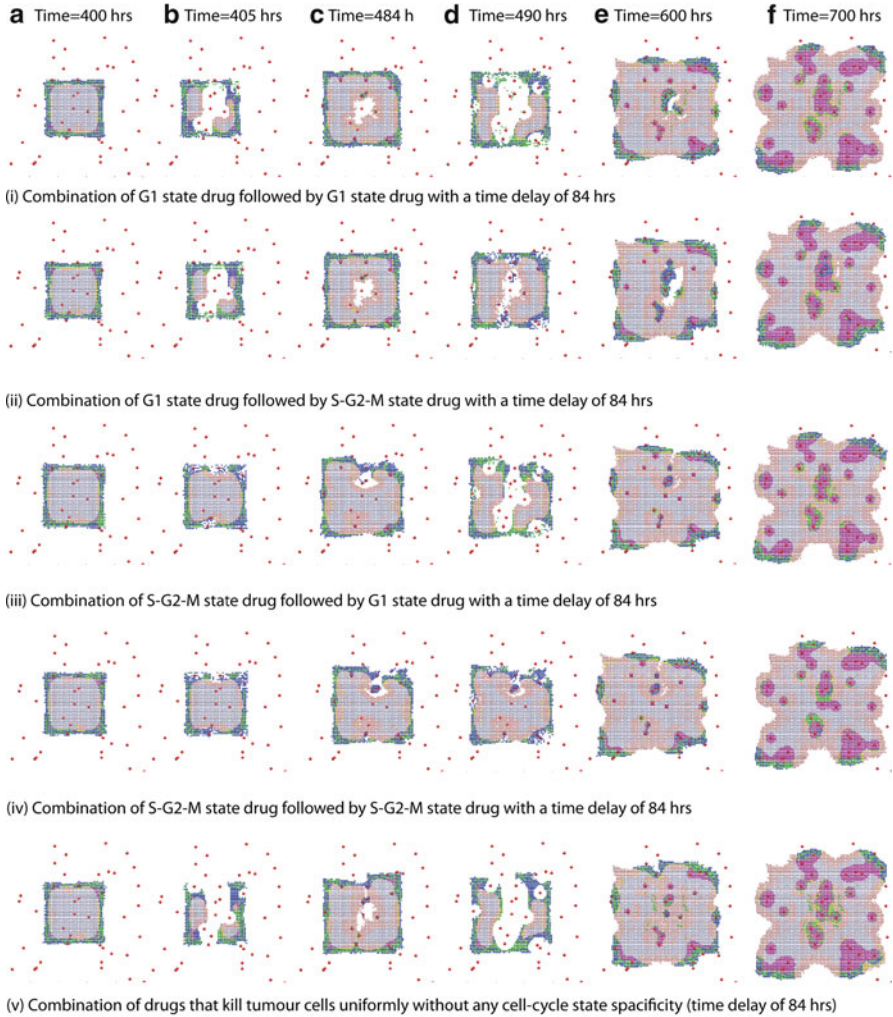 a Time=400 hrs b Time=405 hrs c Time=484 h d Time=490 hrs e Time=600 hrs f Time=700 hrs
(i) Combination of G1 state drug followed by G1 state drug with a time delay of 84 hrs
(ii) Combination of G1 state drug followed by S-G2-M state drug with a time delay of 84 hrs
(iii) Combination of S-G2-M state drug followed by G1 state drug with a time delay of 84 hrs
(iv) Combination of S-G2-M state drug followed by S-G2-M state drug with a time delay of 84 hrs
(v) Combination of drugs that kill tumour cells uniformly without any cell-cycle state spacificity (time delay of 84 hrs)